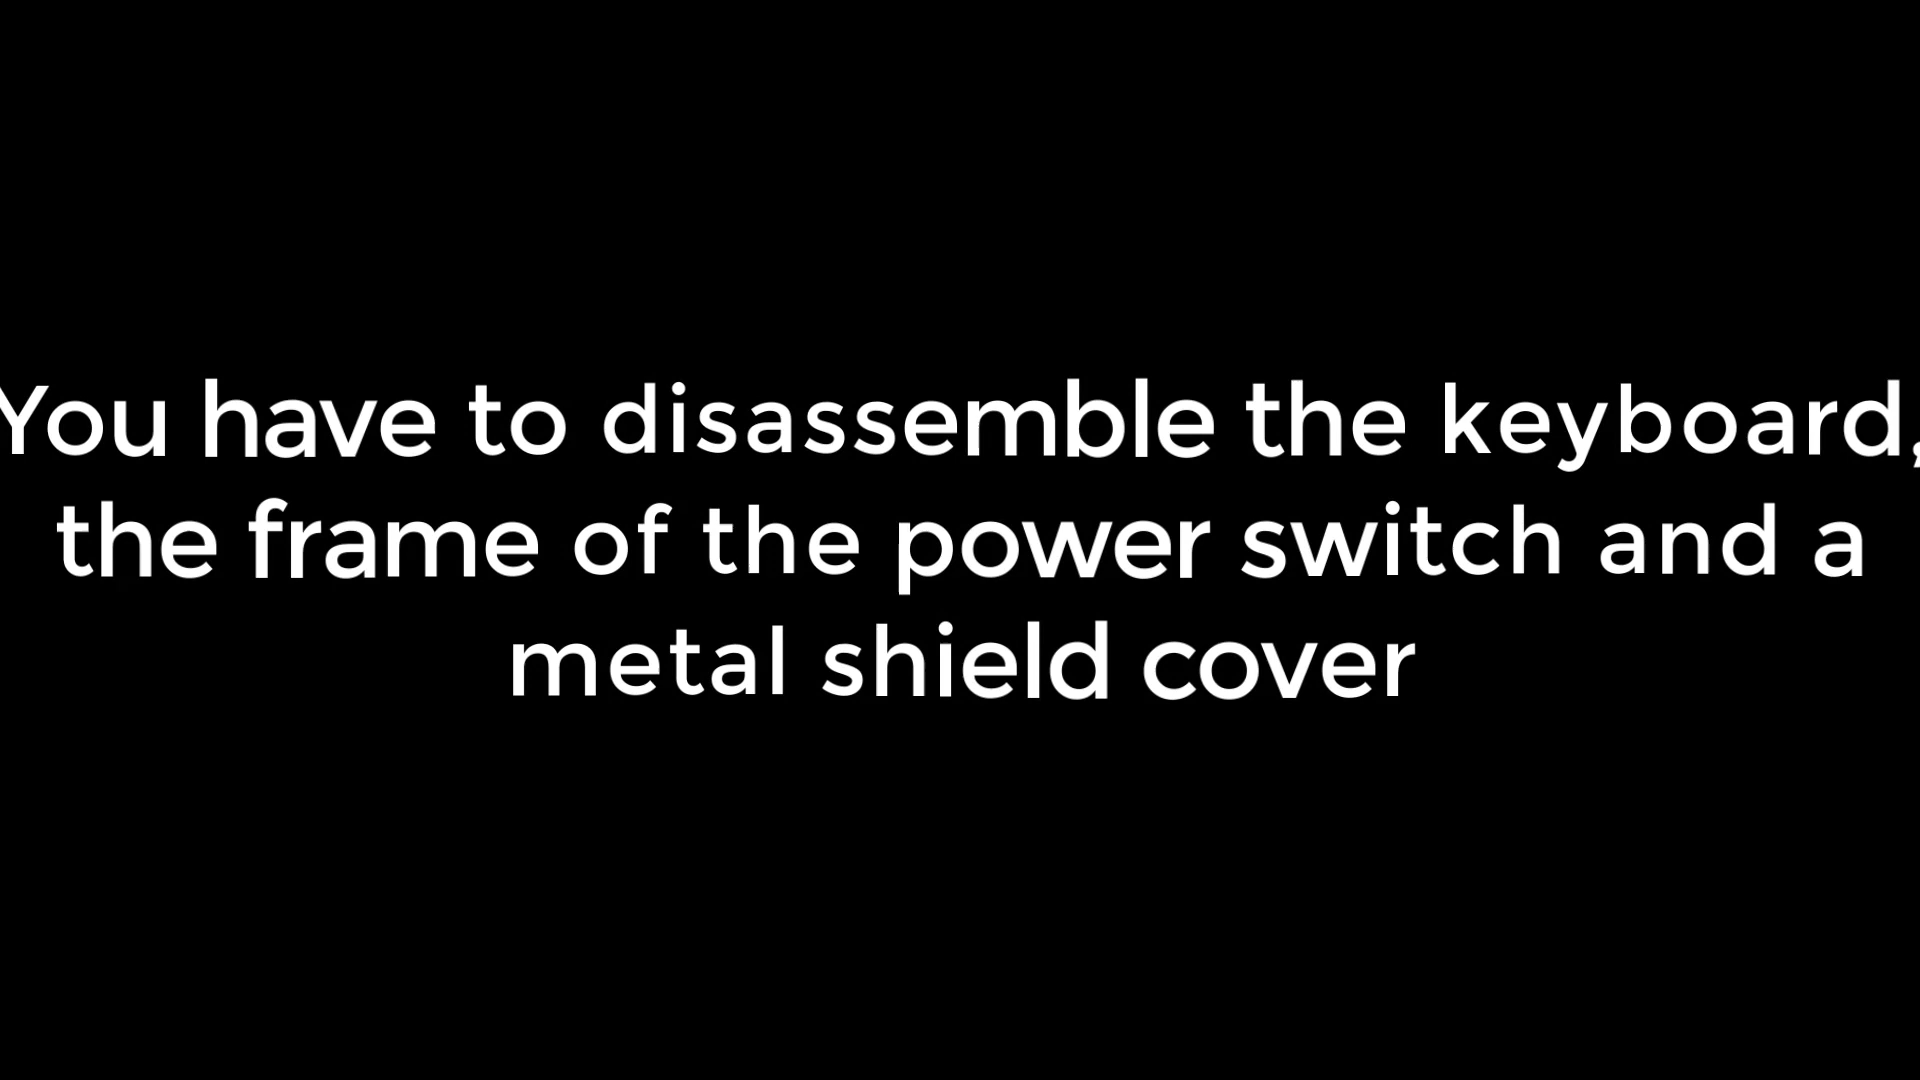 You have to disassemble the keyboard,
the frame of the power switch and a
metal shield cover